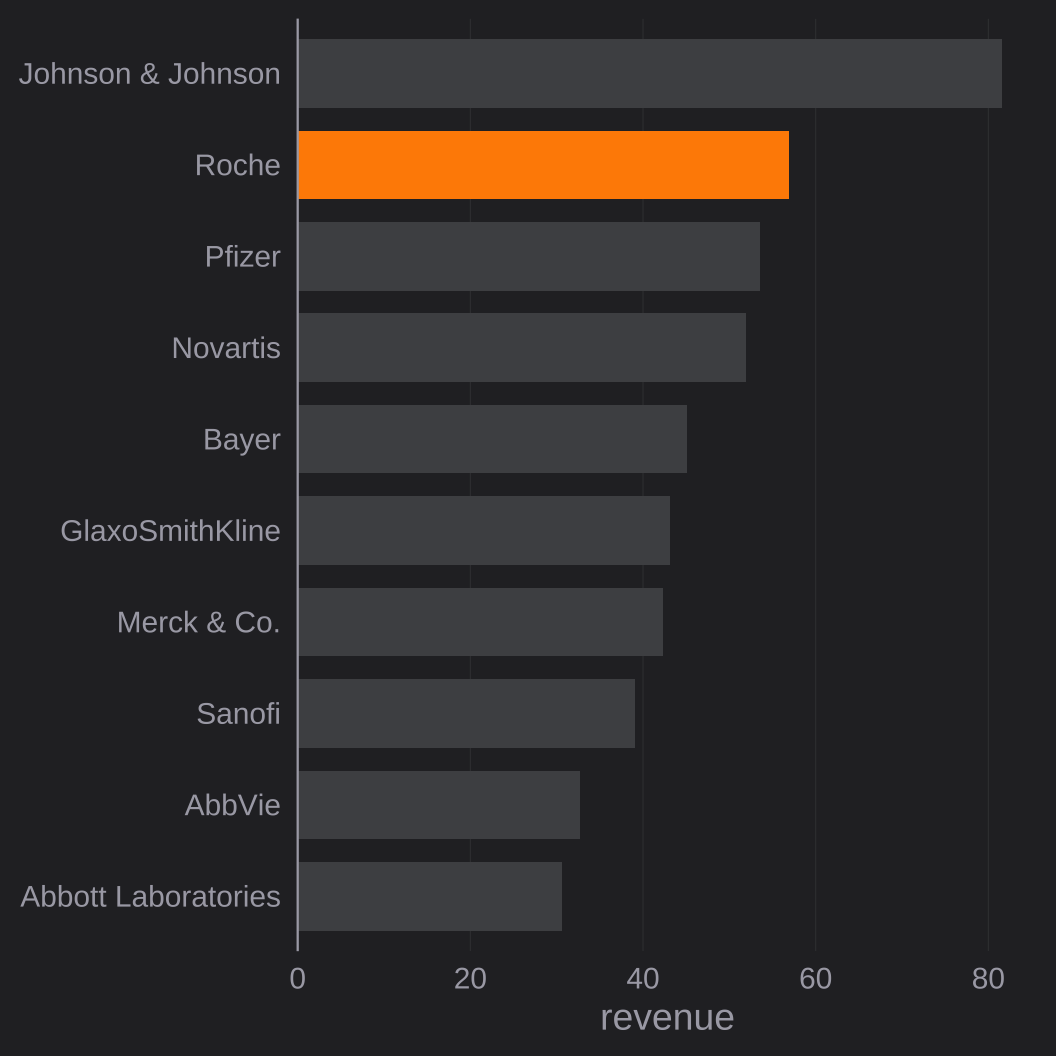 Johnson & Johnson
Roche
Pfizer
Novartis
Bayer
GlaxoSmithKline
Merck & Co.
Sanofi
AbbVie
Abbott Laboratories
0 20 40 60 80
revenue